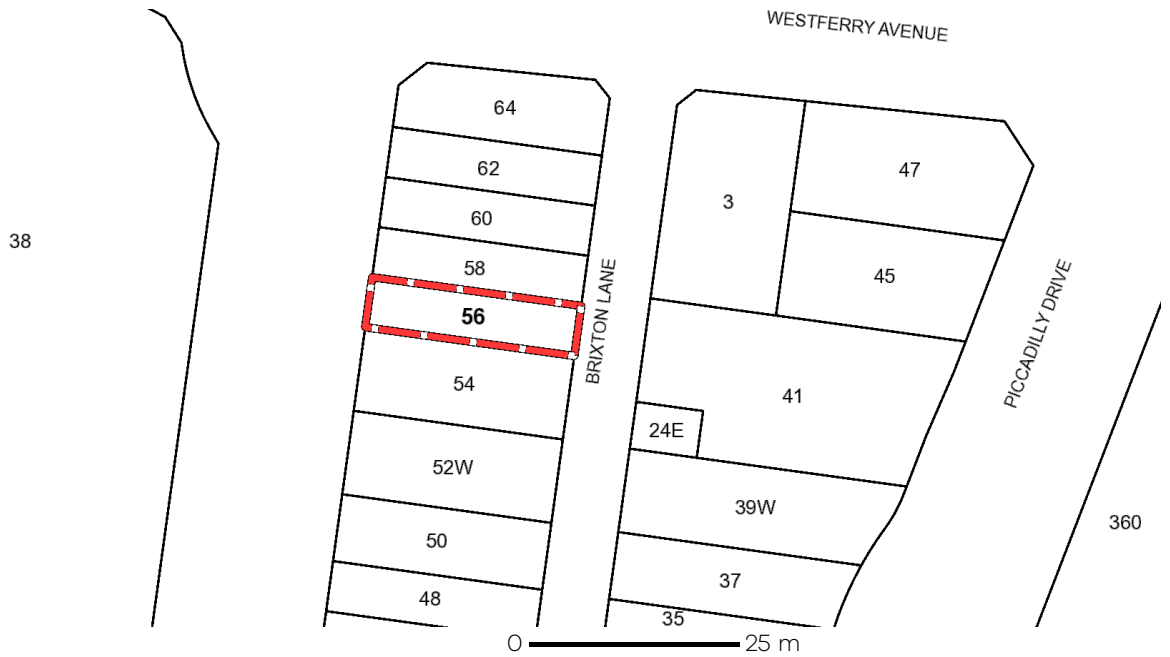 WESTFERRY AVENUE
64
62
60
58
56
54
52W
50
48
38
BRIXTON LANE
3
47
45
41
24E
39W
37
35
PICCADILLY DRIVE
360
0 25 m